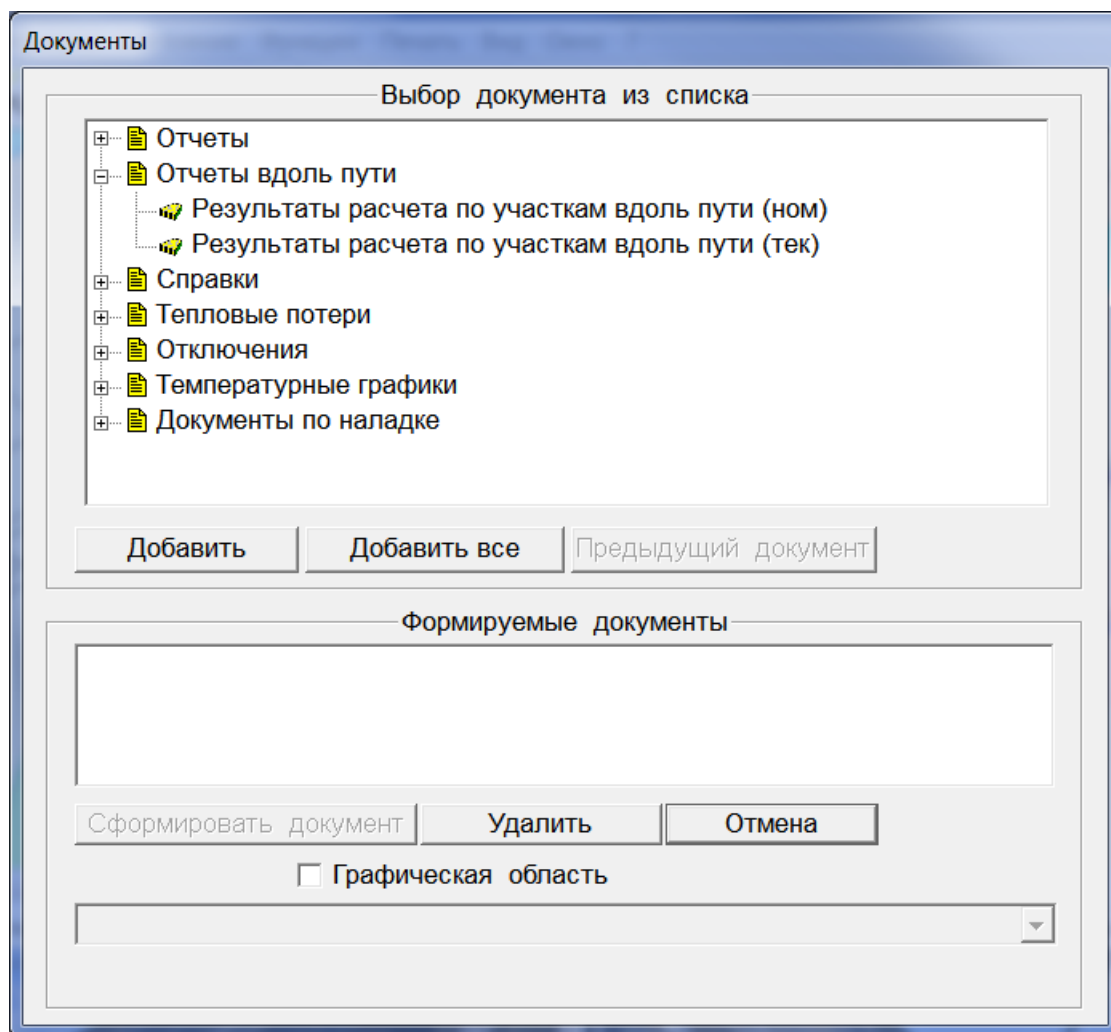 Документы
Выбор документа из списка
Отчеты
Отчеты вдоль пути
Результаты расчета по участкам вдоль пути (ном)
Результаты расчета по участкам вдоль пути (тек)
Справки
Тепловые потери
Отключения
Температурные графики
Документы по наладке
Добавить Добавить все Предыдущий документ
Формируемые документы
Сформировать документ Удалить Отмена
Графическая область